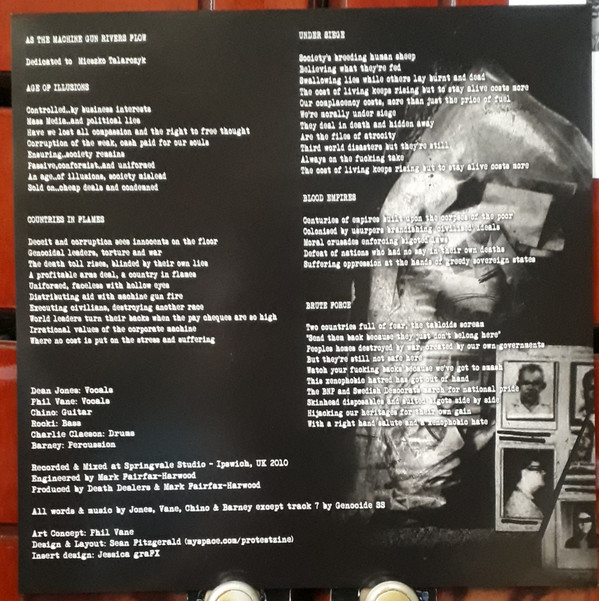 AS THE MACHINE GUN RIVERS FLOW
Dedicated to Mieszko Talarczyk
AGE OF ILLUSIONS
Controlled..by business interests
Mass Media..and political lies
Have we lost all compassion and the right to free thought
Corruption of the weak, cash paid for our souls
Ensuring..society remains
Passive,conformist..and uniformed
An age..of illusions, society mislead
Sold on..cheap deals and condemned
COUNTRIES IN FLAMES
Deceit and corruption sees innocents on the floor
Genocidal leaders, torture and war
The death toll rises, blinded by their own lies
A profitable arms deal, a country in flames
Uniformed, faceless with hollow eyes
Distributing aid with machine gun fire
Executing civilians, destroying another race
World leaders turn their backs when the pay cheques are so high
Irrational values of the corporate machine
Where no cost is put on the stress and suffering
Dean Jones: Vocals
Phil Vane: Vocals
Chino: Guitar
Rocki: Bass
Charlie Claeson: Drums
Barney: Percussion
Recorded & Mixed at Springvale Studio - Ipswich, UK 2010
Engineered by Mark Fairfax-Harwood
Produced by Death Dealers & Mark Fairfax-Harwood
All words & music by Jones, Vane, Chino & Barney except track 7 by Genocide SS
Art Concept: Phil Vane
Design & Layout: Sean Fitzgerald (myspace.com/protestzine)
Insert design: Jessica graFX
UNDER SIEGE
Society's breeding human sheep
Believing what they're fed
Swallowing lies while others lay burnt and dead
The cost of living keeps rising but to stay alive costs more
Our complacency costs, more than just the price of fuel
We're morally under siege
They deal in death and hidden away
Are the files of atrocity
Third world disasters but they're still
Always on the fucking take
The cost of living keeps rising but to stay alive costs more
BLOOD EMPIRES
Centuries of empires built upon the corpses of the poor
Colonised by usurpers brandishing 'civilised' ideals
Moral crusades enforcing bigoted laws
Defeat of nations who had no say in their own deaths
Suffering oppression at the hands of greedy sovereign states
BRUTE FORCE
Two countries full of fear, the tabloids scream
"Send them back because they just don't belong here"
Peoples homes destroyed by war, created by our own governments
But they're still not safe here
Watch your fucking backs because we've got to smash
This xenophobic hatred has got out of hand
The BNP and Swedish Democrats march for national pride
Skinhead disposables and suited bigots side by side
Hijacking our heritages for their own gain
With a right hand salute and a xenophobic hate